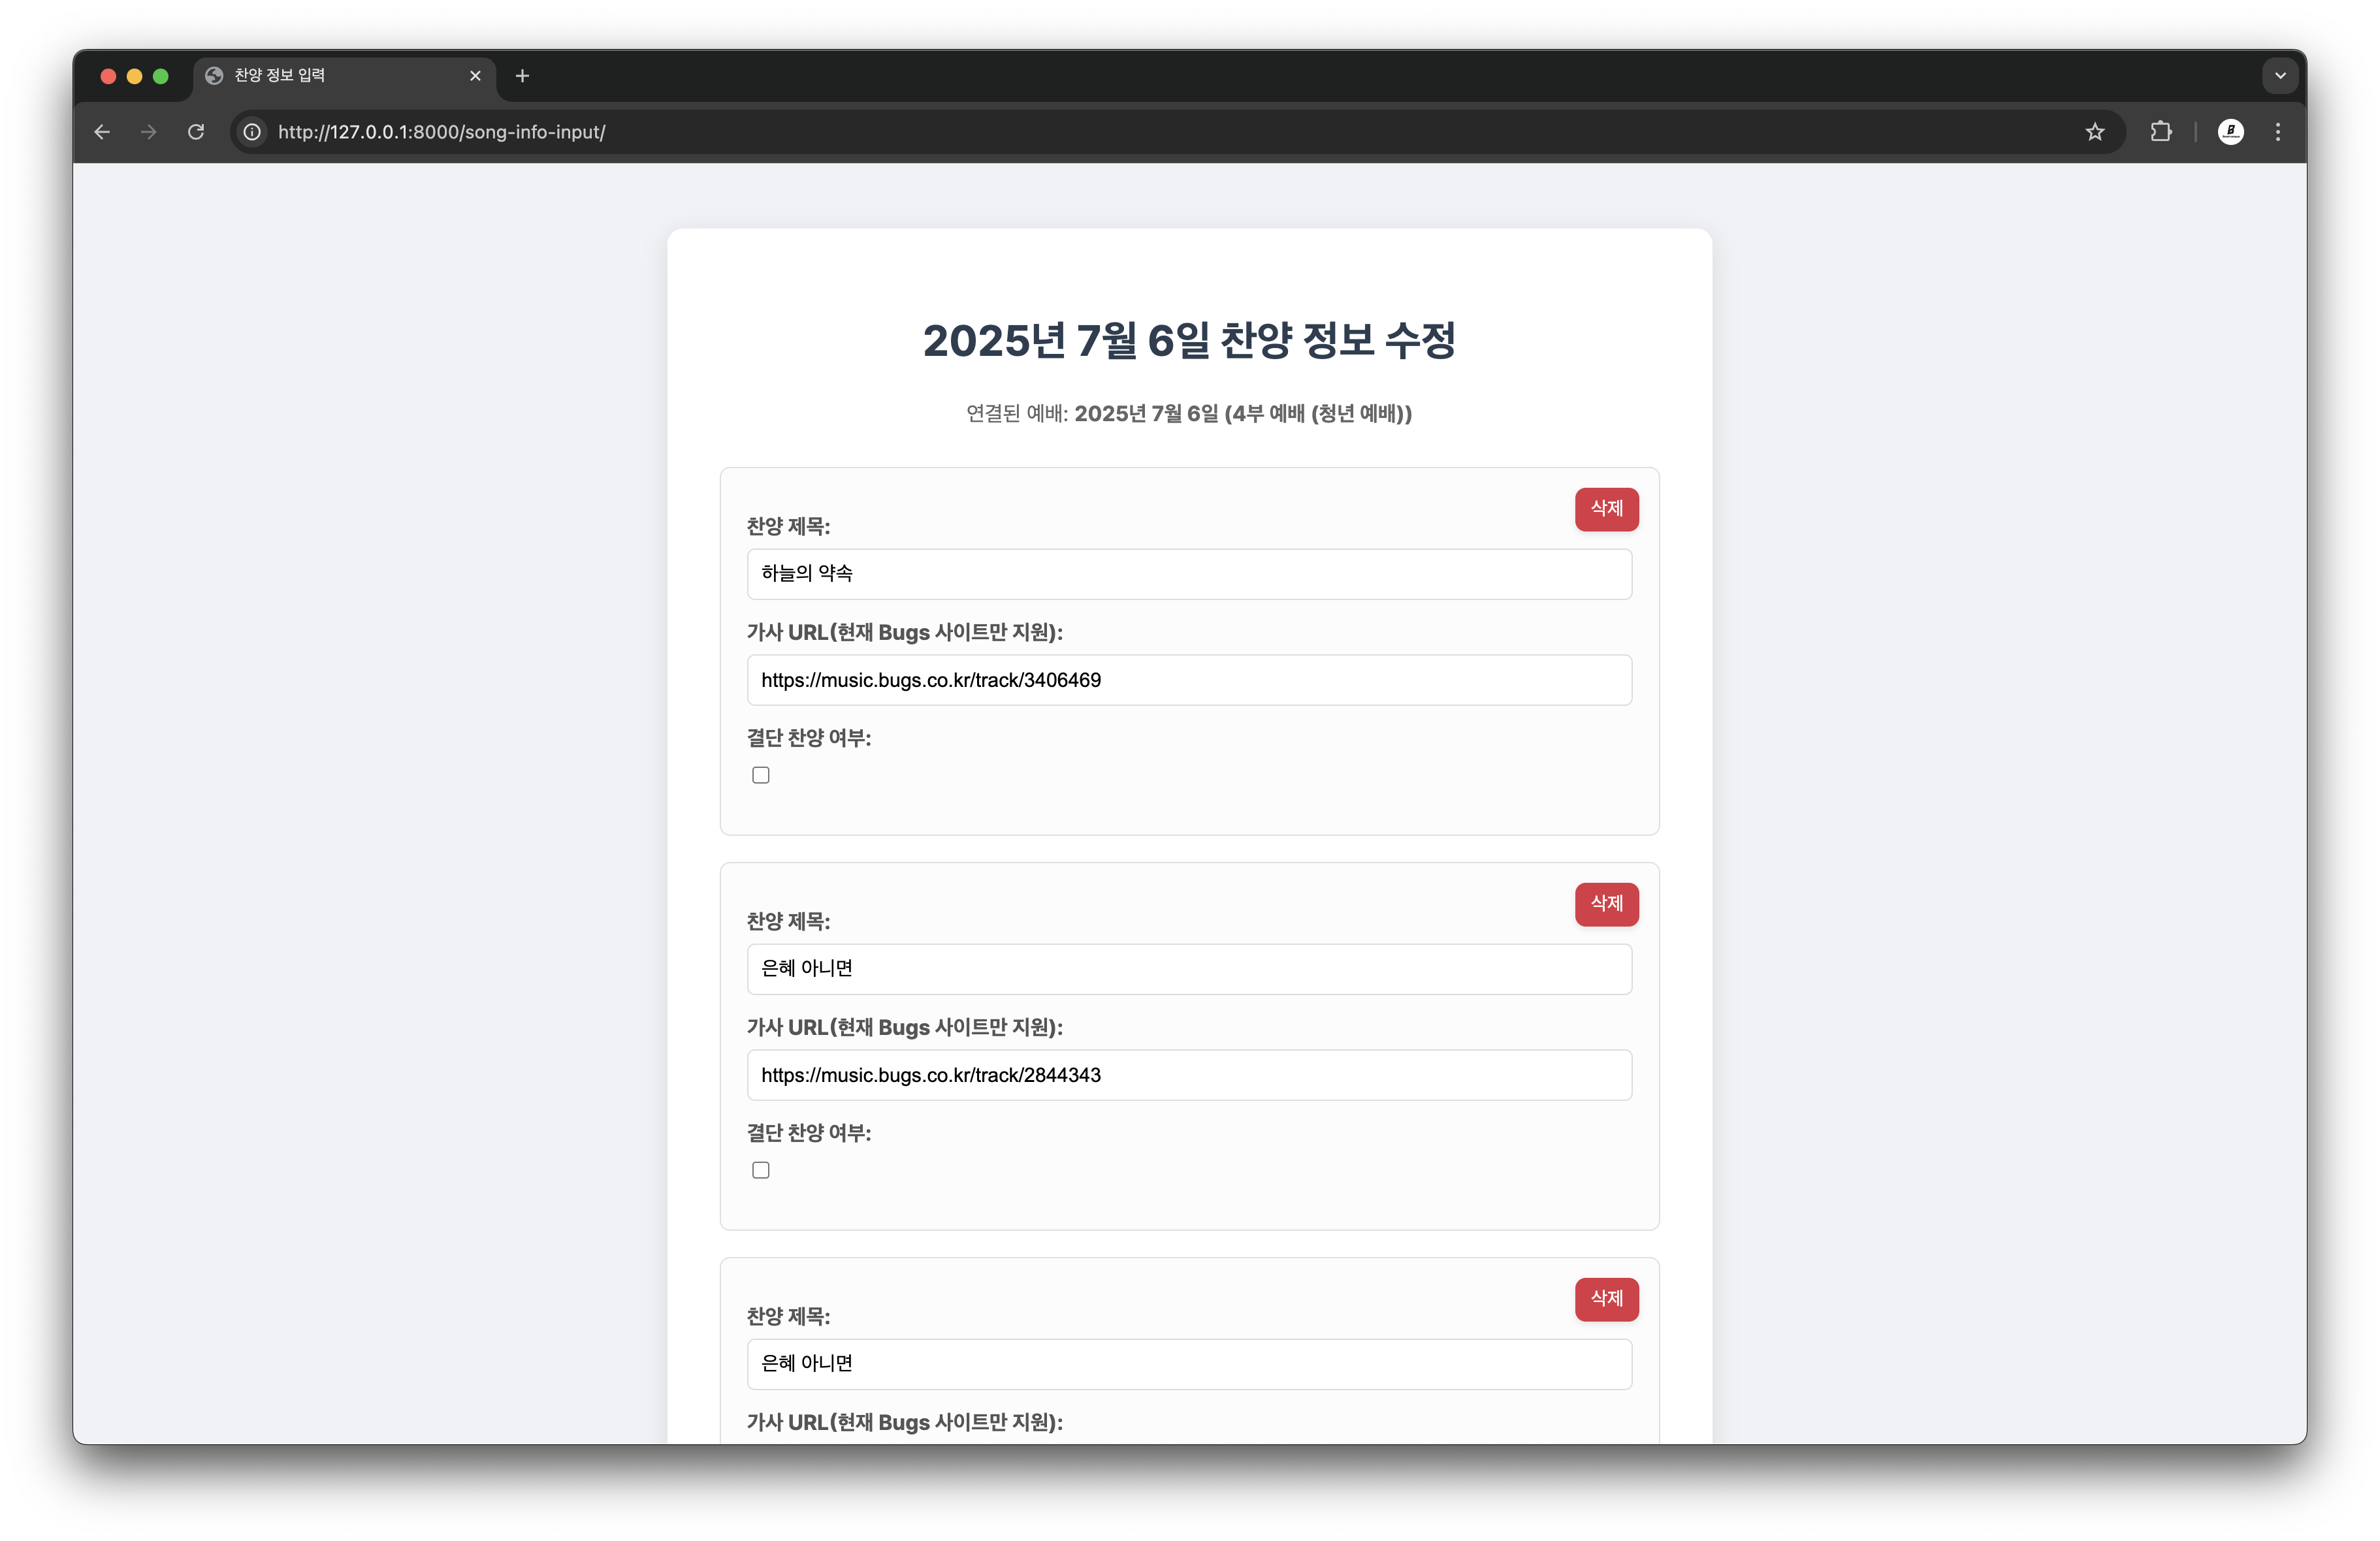 찬양 정보 입력
http://127.0.0.1:8000/song-info-input/
2025년 7월 6일 찬양 정보 수정
연결된 예배: 2025년 7월 6일 (4부 예배 (청년 예배))
삭제
찬양 제목:
하늘의 약속
가사 URL(현재 Bugs 사이트만 지원):
https://music.bugs.co.kr/track/3406469
결단 찬양 여부:
삭제
찬양 제목:
은혜 아니면
가사 URL(현재 Bugs 사이트만 지원):
https://music.bugs.co.kr/track/2844343
결단 찬양 여부:
삭제
찬양 제목:
은혜 아니면
가사 URL(현재 Bugs 사이트만 지원):